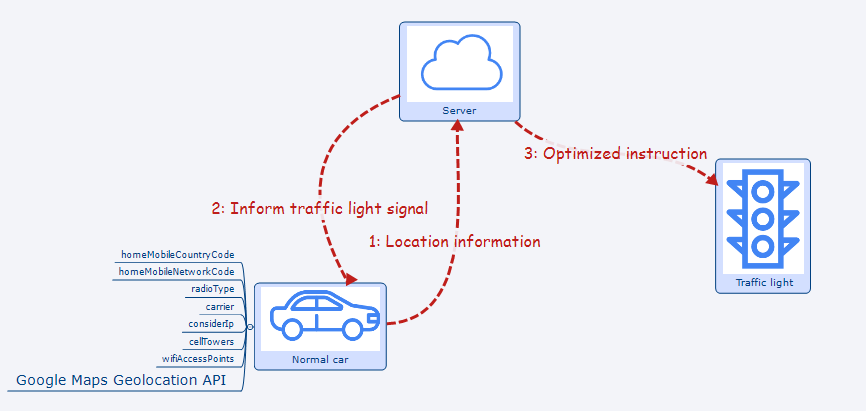 Server
3: Optimized instruction
2: Inform traffic light signal
1: Location information
Traffic light
homeMobileCountryCode
homeMobileNetworkCode
radioType
carrier
considerIp
cellTowers
wifiAccessPoints
Google Maps Geolocation API
Normal car